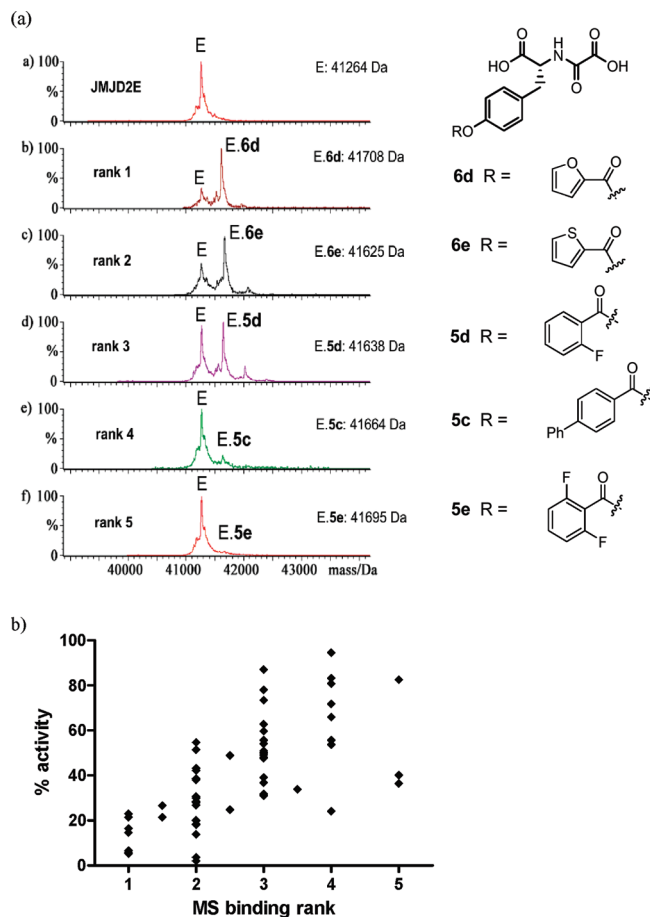 (a)
a) 100
JMJD2E
E
E: 41264 Da
%
0
b) 100
rank 1
E
E.6d
E.6d: 41708 Da
%
0
c) 100
rank 2
E
E.6e
E.6e: 41625 Da
%
0
d) 100
rank 3
E
E.5d
E.5d: 41638 Da
%
0
e) 100
rank 4
E
E.5c
E.5c: 41664 Da
%
0
f) 100
rank 5
E
E.5e
E.5e: 41695 Da
%
0
40000 41000 42000 43000 mass/Da
O H O
HO N OH
O
RO
6d R = O O
6e R = S O
5d R = O F
5c R = O Ph
5e R = F O F
b)
100
80
60
40
20
0
% activity
1 2 3 4 5
MS binding rank